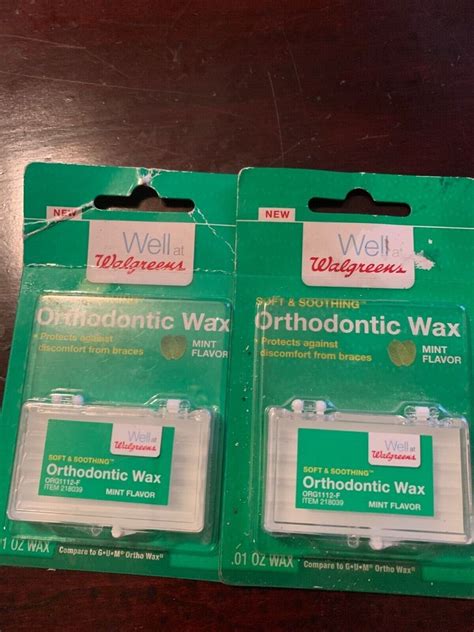 NEW
Well at
Walgreens
Orthodontic Wax
• Protects against
discomfort from braces
MINT
FLAVOR
Well at
Walgreens
SOFT & SOOTHING™
Orthodontic Wax
ORG1112-F
ITEM 218039
MINT FLAVOR
01 OZ WAX
Compare to G•U•M® Ortho Wax
NEW
Well at
Walgreens
SOFT & SOOTHING™
Orthodontic Wax
• Protects against
discomfort from braces
MINT
FLAVOR
Well at
Walgreens
SOFT & SOOTHING™
Orthodontic Wax
ORG1112-F
ITEM 218039
MINT FLAVOR
.01 OZ WAX
Compare to G•U•M® Ortho Wax